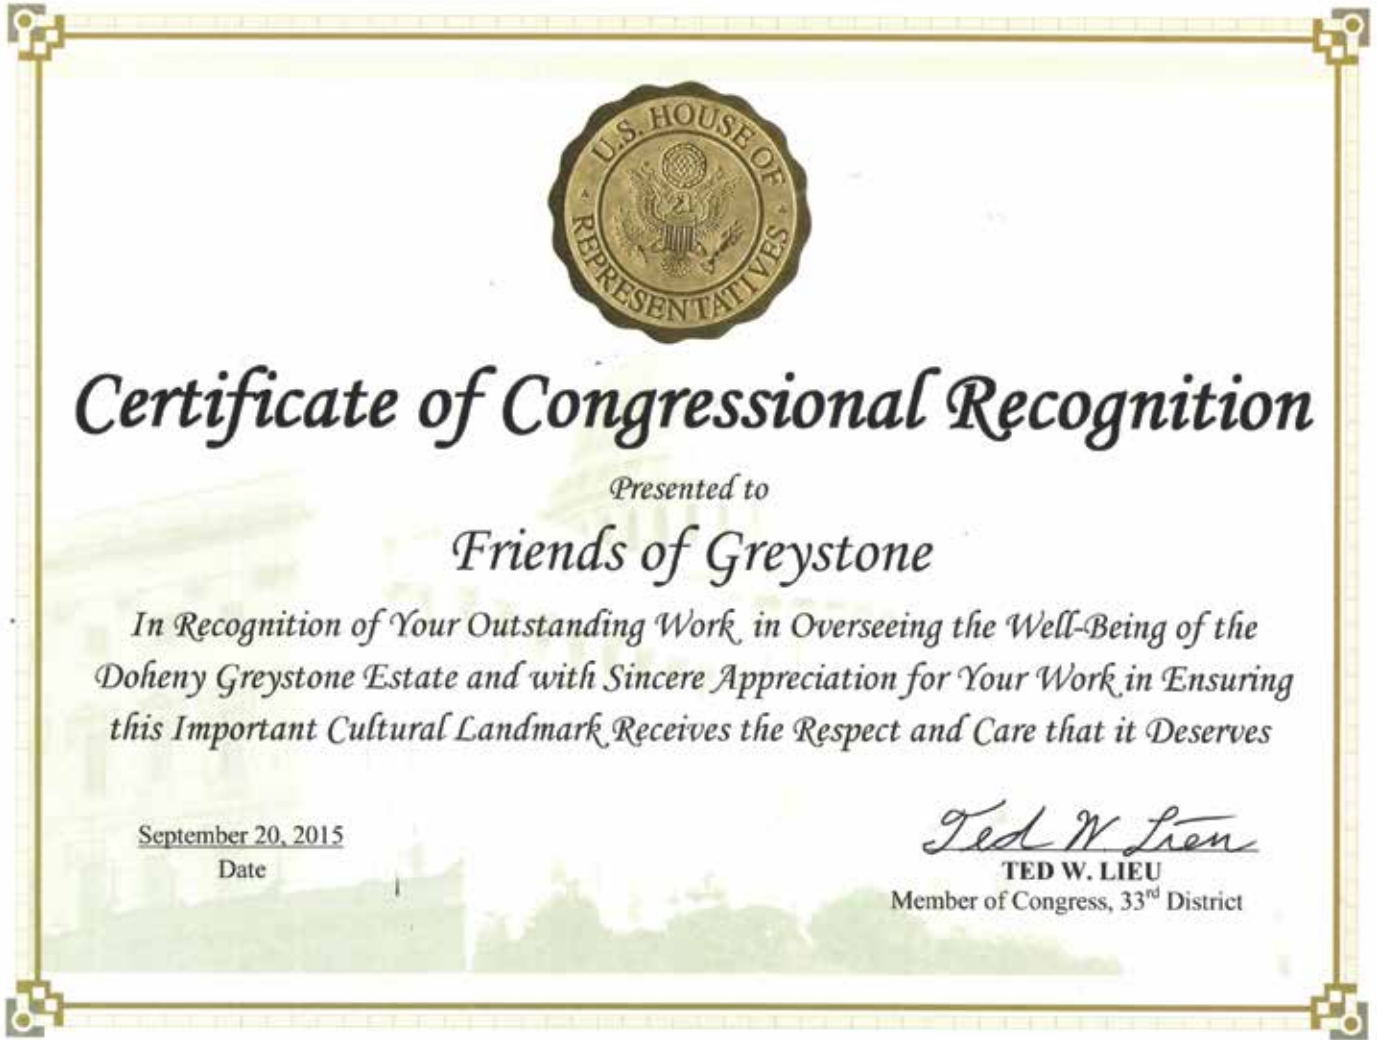 U.S. HOUSE OF REPRESENTATIVES
Certificate of Congressional Recognition
Presented to
Friends of Greystone
In Recognition of Your Outstanding Work in Overseeing the Well-Being of the
Doheny Greystone Estate and with Sincere Appreciation for Your Work in Ensuring
this Important Cultural Landmark Receives the Respect and Care that it Deserves
September 20, 2015
Date
Ted W Lieu
TED W. LIEU
Member of Congress, 33rd District